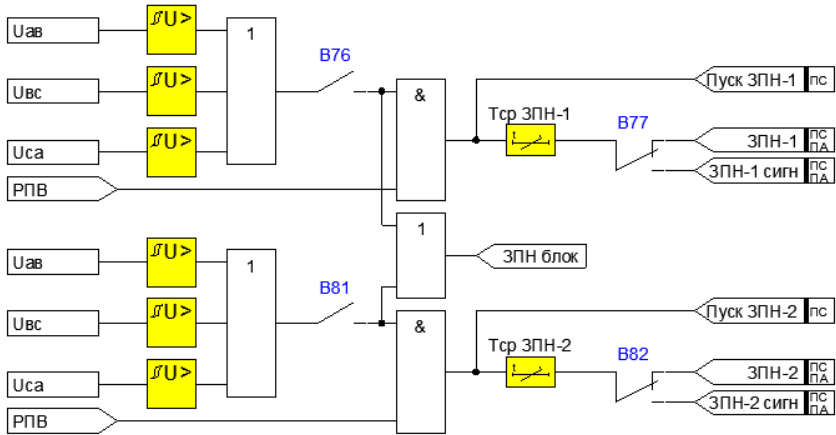 Uав
U>
1
B76
Пуск ЗПН-1
ПС
Uвс
U>
&
Тср ЗПН-1
B77
t
ЗПН-1
ПС
ПА
Uса
U>
ЗПН-1 сигн
ПС
ПА
РПВ
1
ЗПН блок
Uав
U>
1
B81
Пуск ЗПН-2
ПС
Uвс
U>
&
Тср ЗПН-2
B82
t
ЗПН-2
ПС
ПА
Uса
U>
ЗПН-2 сигн
ПС
ПА
РПВ